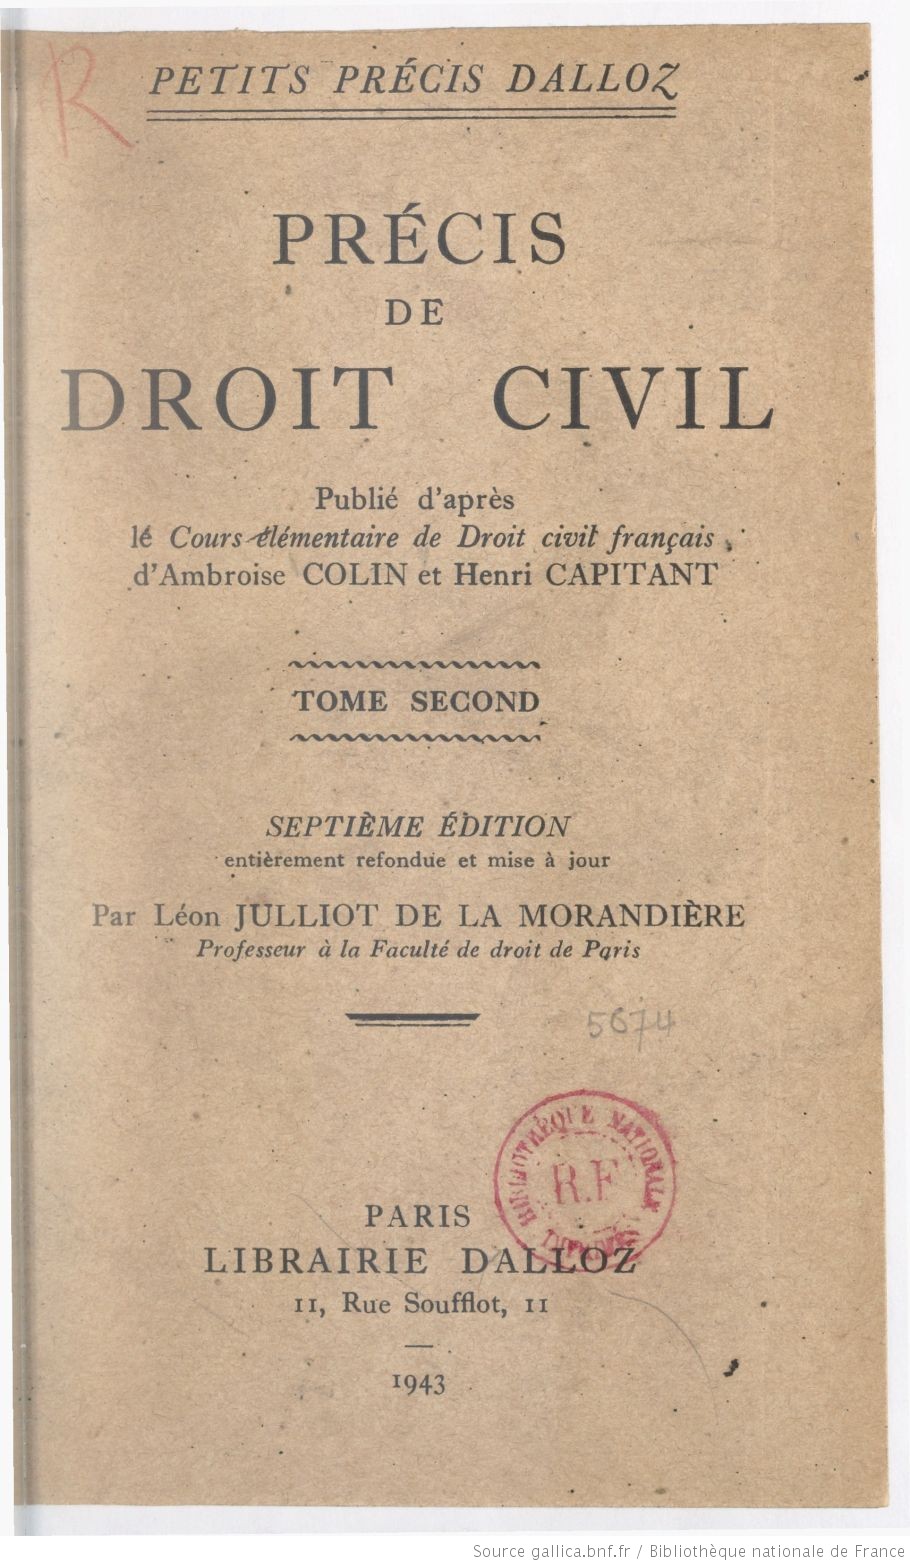 R
PETITS PRÉCIS DALLOZ
PRÉCIS
DE
DROIT CIVIL
Publié d'après
le Cours élémentaire de Droit civil français
d'Ambroise COLIN et Henri CAPITANT
TOME SECOND
SEPTIÈME ÉDITION
entièrement refondue et mise à jour
Par Léon JULLIOT DE LA MORANDIÈRE
Professeur à la Faculté de droit de Paris
5674
BIBLIOTHÈQUE NATIONALE
R.F
PARIS
LIBRAIRIE DALLOZ
11, Rue Soufflot, 11
1943
Source gallica.bnf.fr / Bibliothèque nationale de France